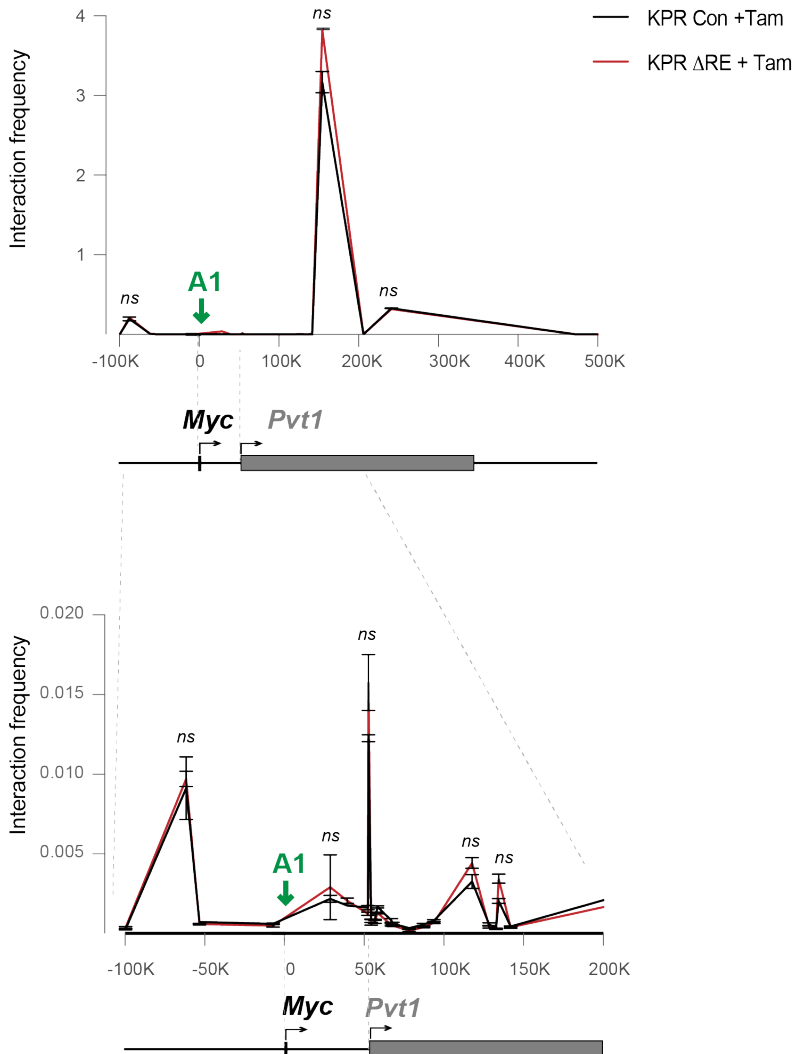 4
3
2
1
Interaction frequency
ns
ns
ns
A1
KPR Con +Tam
KPR ΔRE + Tam
-100K 0 100K 200K 300K 400K 500K
Myc Pvt1
0.020
0.015
0.010
0.005
Interaction frequency
ns
ns
ns
ns
ns
A1
-100K -50K 0 50K 100K 150K 200K
Myc Pvt1